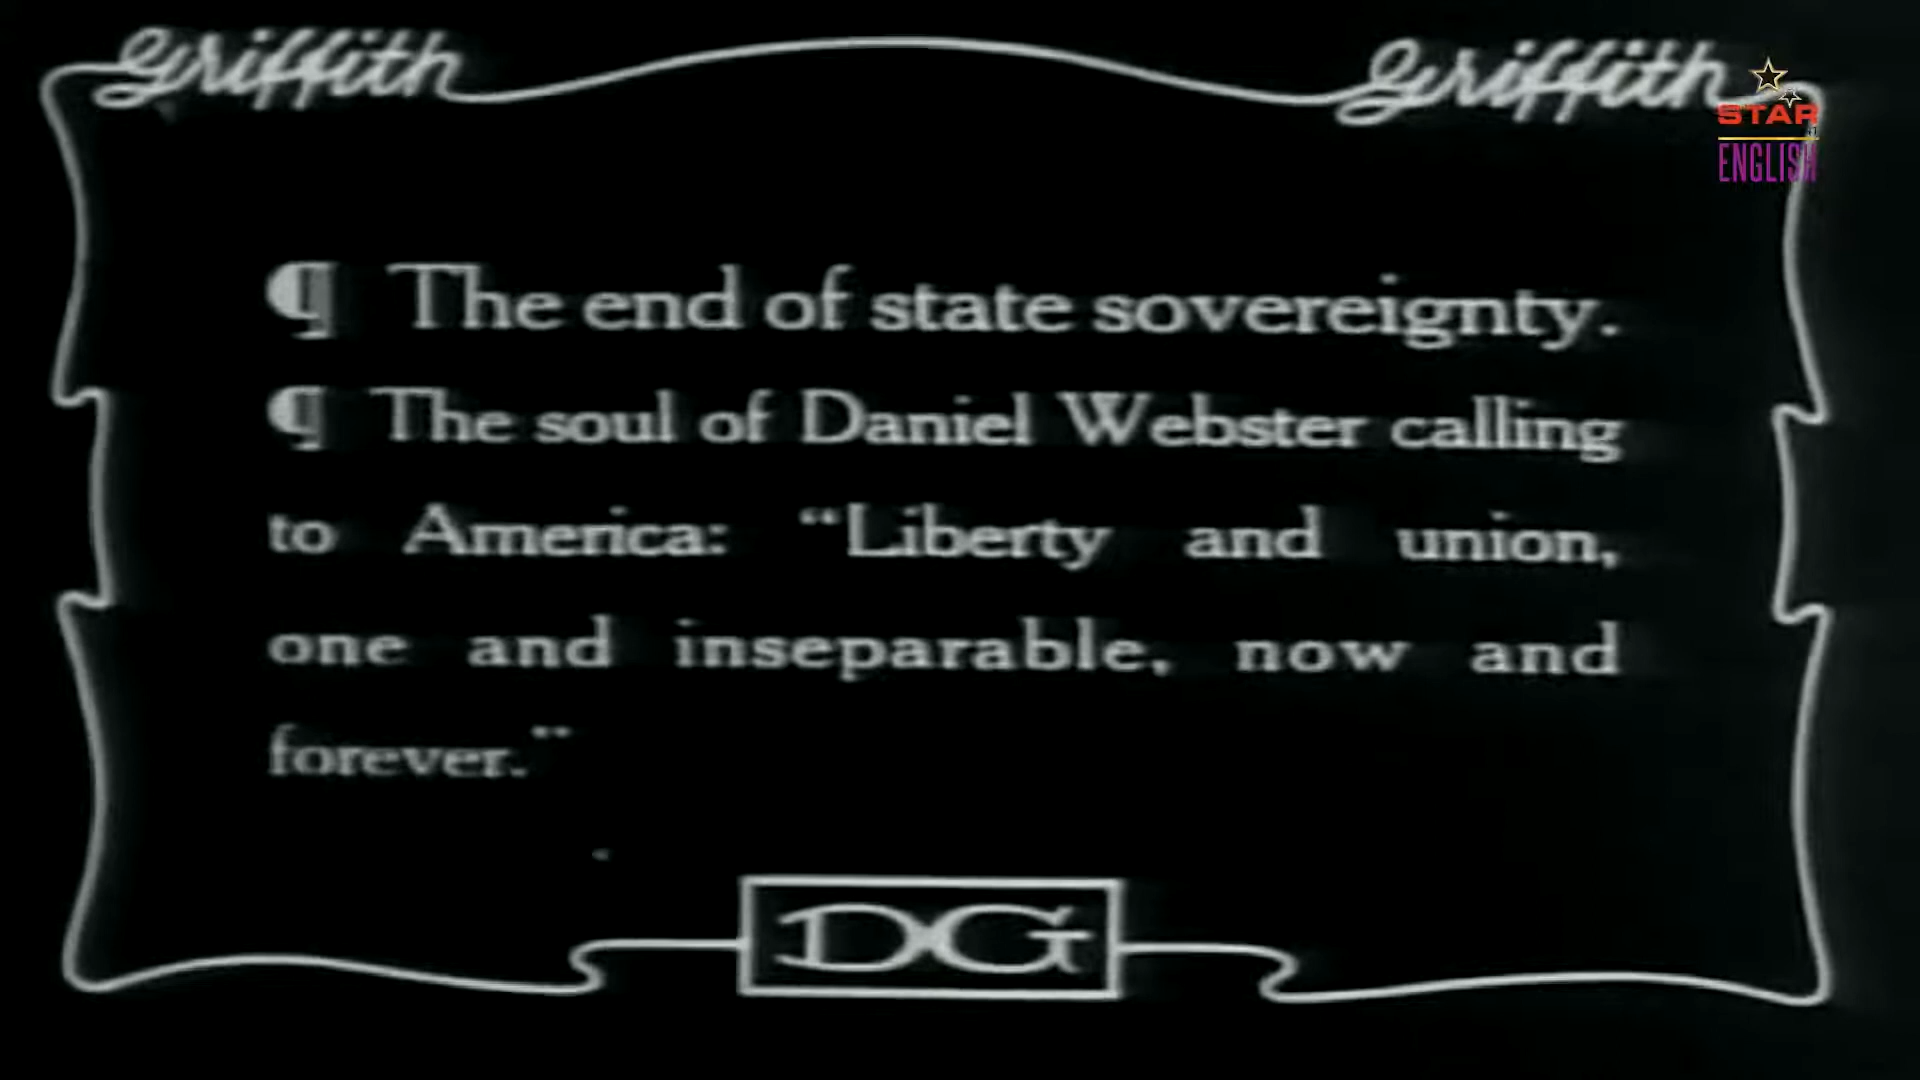 Griffith Griffith
STAR
ENGLISH
¶ The end of state sovereignty.
¶ The soul of Daniel Webster calling
to America: “Liberty and union,
one and inseparable, now and
forever.”
DG